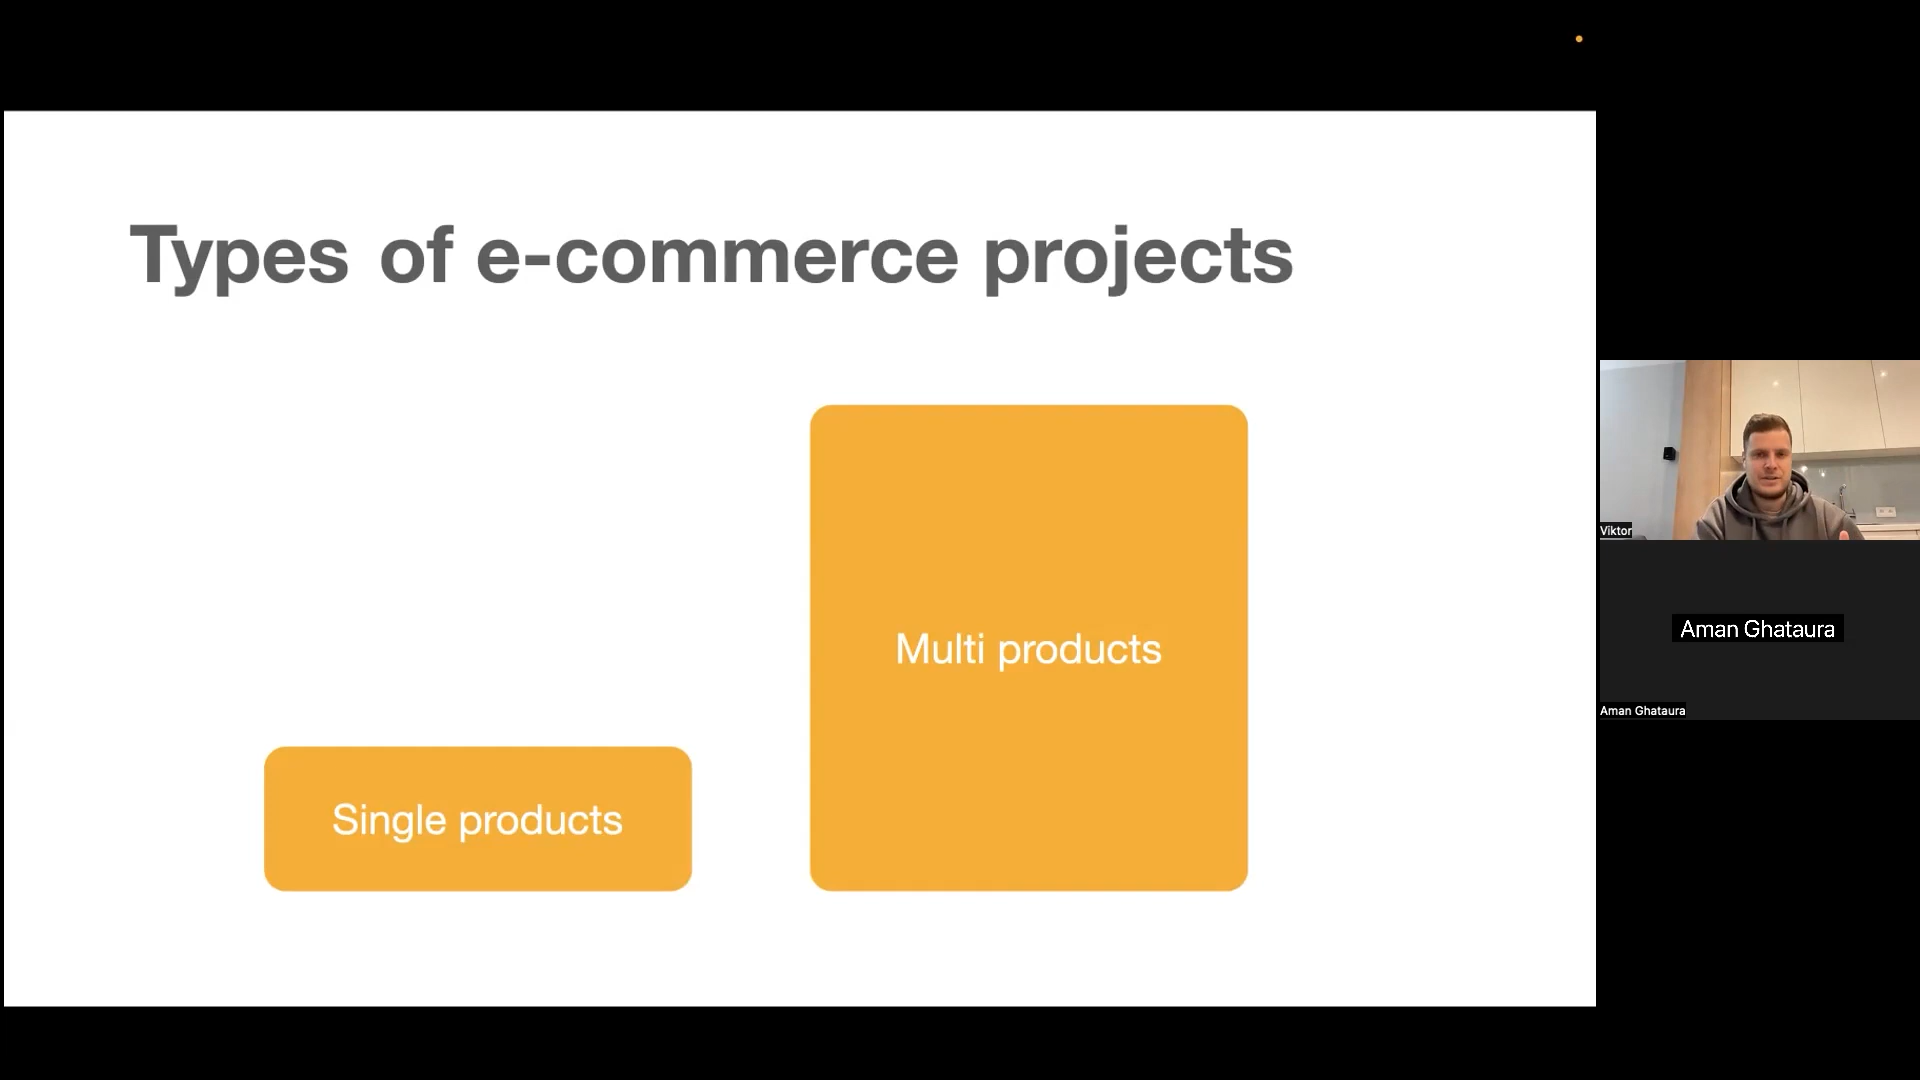 Types of e-commerce projects
Multi products
Single products
Viktor
Aman Ghataura
Aman Ghataura